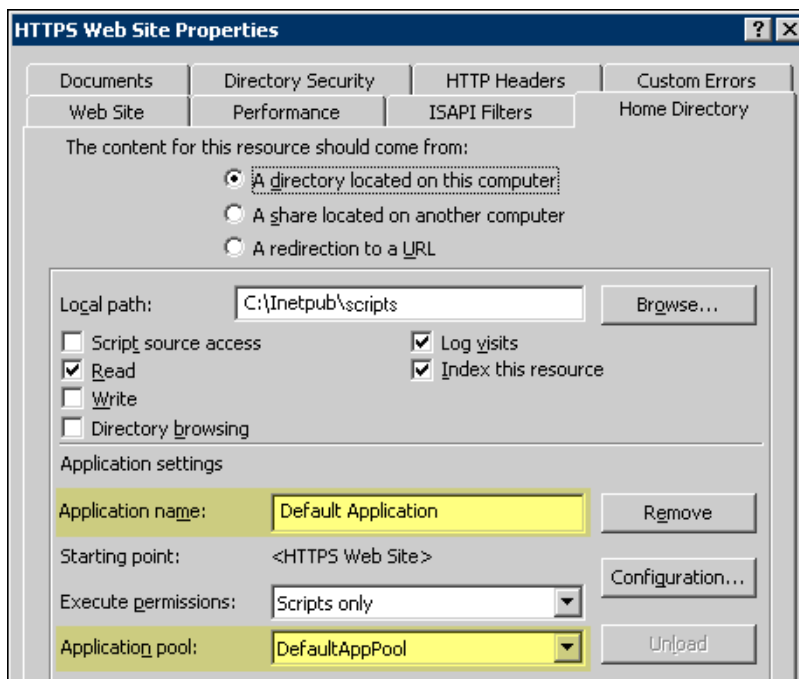 HTTPS Web Site Properties
Documents Directory Security HTTP Headers Custom Errors
Web Site Performance ISAPI Filters Home Directory
The content for this resource should come from:
A directory located on this computer
A share located on another computer
A redirection to a URL
Local path: C:\Inetpub\scripts Browse...
Script source access Log visits
Read Index this resource
Write
Directory browsing
Application settings
Application name: Default Application Remove
Starting point: <HTTPS Web Site>
Configuration...
Execute permissions: Scripts only
Application pool: DefaultAppPool Unload